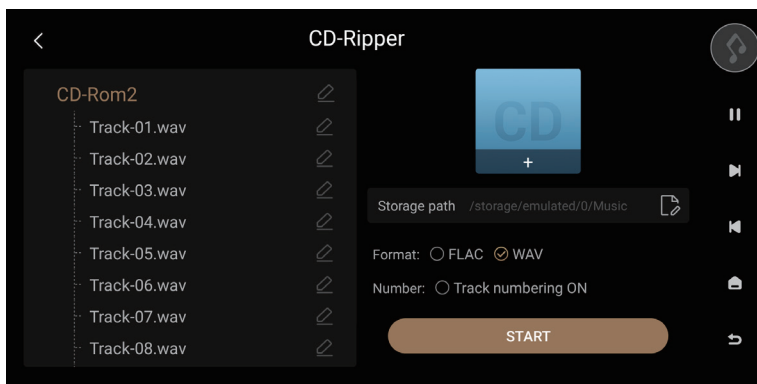 CD-Ripper
CD-Rom2
Track-01.wav
Track-02.wav
Track-03.wav
Track-04.wav
Track-05.wav
Track-06.wav
Track-07.wav
Track-08.wav
CD
+
Storage path /storage/emulated/0/Music
Format: FLAC WAV
Number: Track numbering ON
START